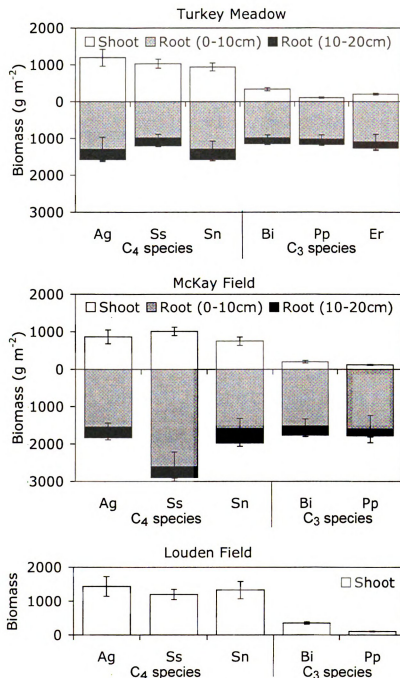 Turkey Meadow
2000
□ Shoot ▒ Root (0-10cm) ■ Root (10-20cm)
1000
0
1000
2000
3000
Biomass (g m⁻²)
Ag Ss Sn Bi Pp Er
C₄ species C₃ species
McKay Field
2000
□ Shoot ▒ Root (0-10cm) ■ Root (10-20cm)
1000
0
1000
2000
3000
Biomass (g m⁻²)
Ag Ss Sn Bi Pp
C₄ species C₃ species
Louden Field
2000
□ Shoot
1000
0
Biomass
Ag Ss Sn Bi Pp
C₄ species C₃ species